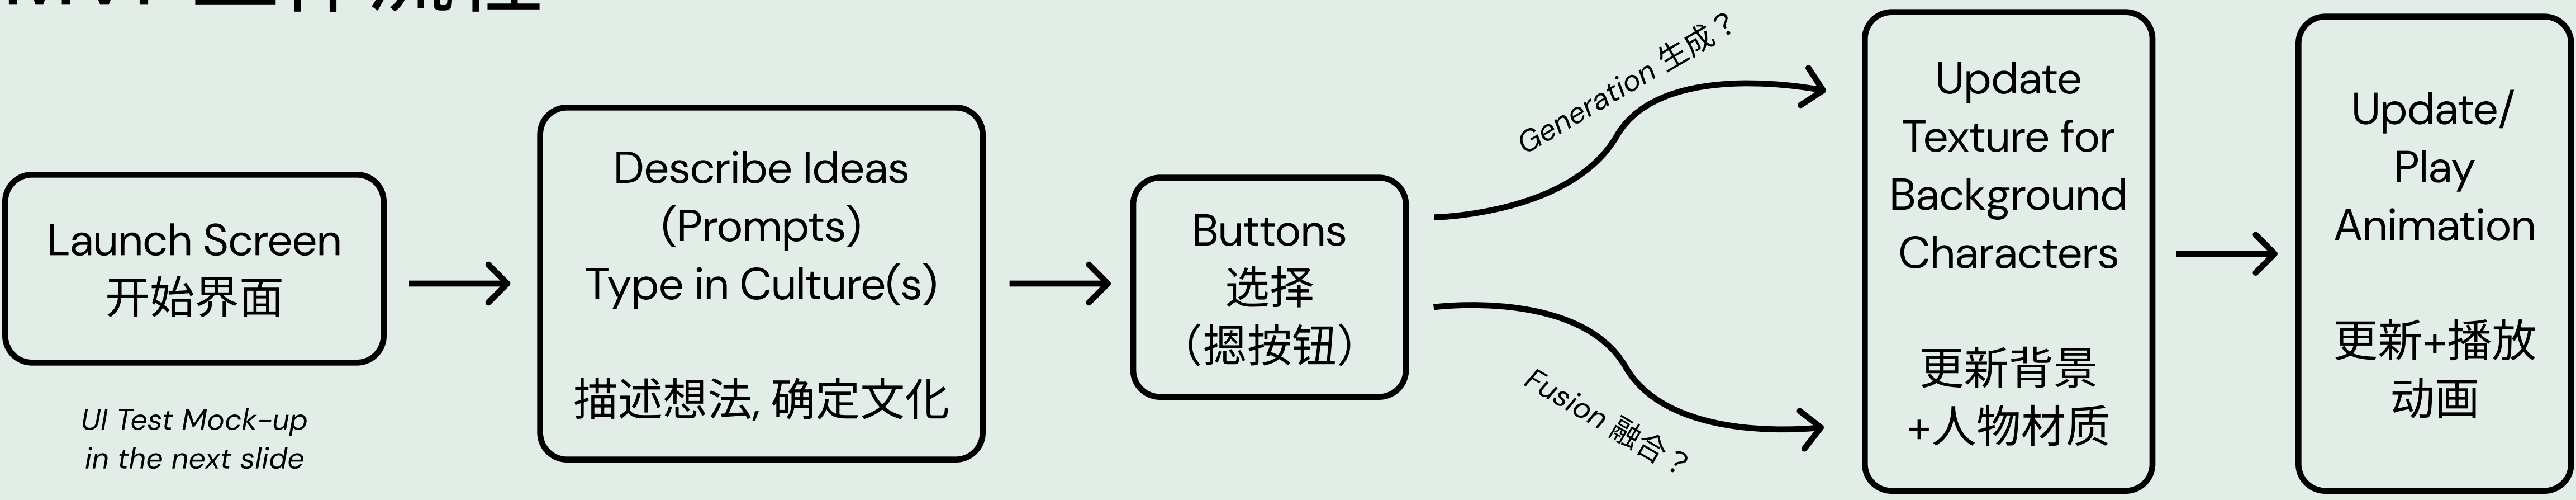 Launch Screen
开始界面
UI Test Mock-up
in the next slide
Describe Ideas
(Prompts)
Type in Culture(s)
描述想法, 确定文化
Buttons
选择
（摁按钮）
Generation 生成？
Fusion 融合？
Update
Texture for
Background
Characters
更新背景
+人物材质
Update/
Play
Animation
更新+播放
动画